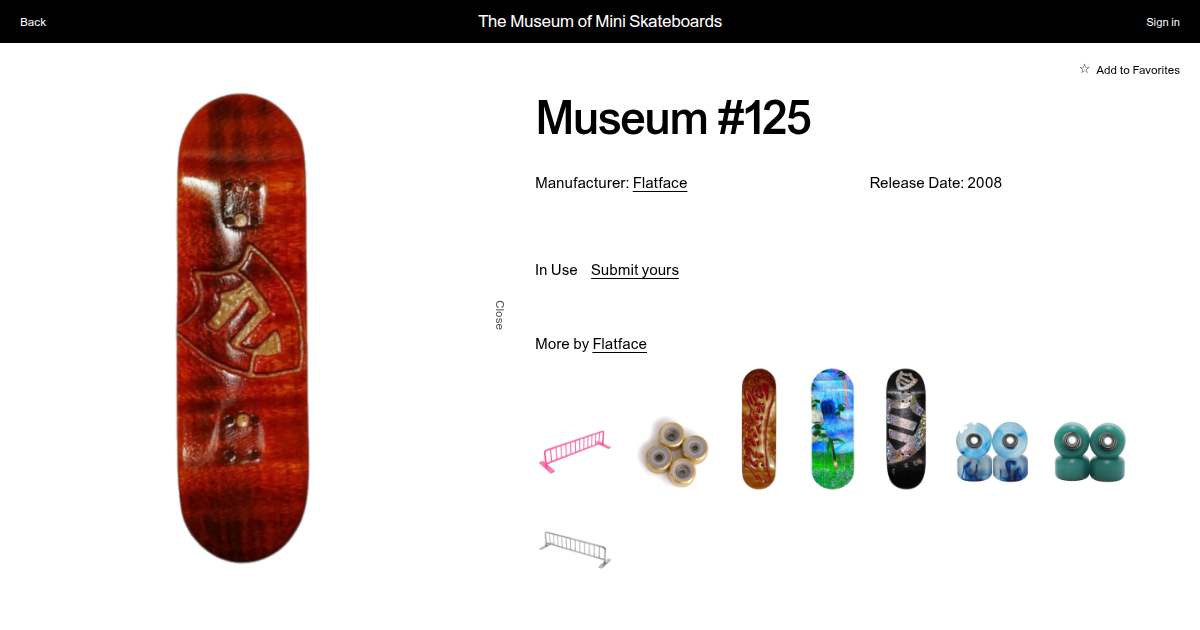 Back
The Museum of Mini Skateboards
Sign in
☆ Add to Favorites
Museum #125
Manufacturer: Flatface
Release Date: 2008
In Use Submit yours
Close
More by Flatface